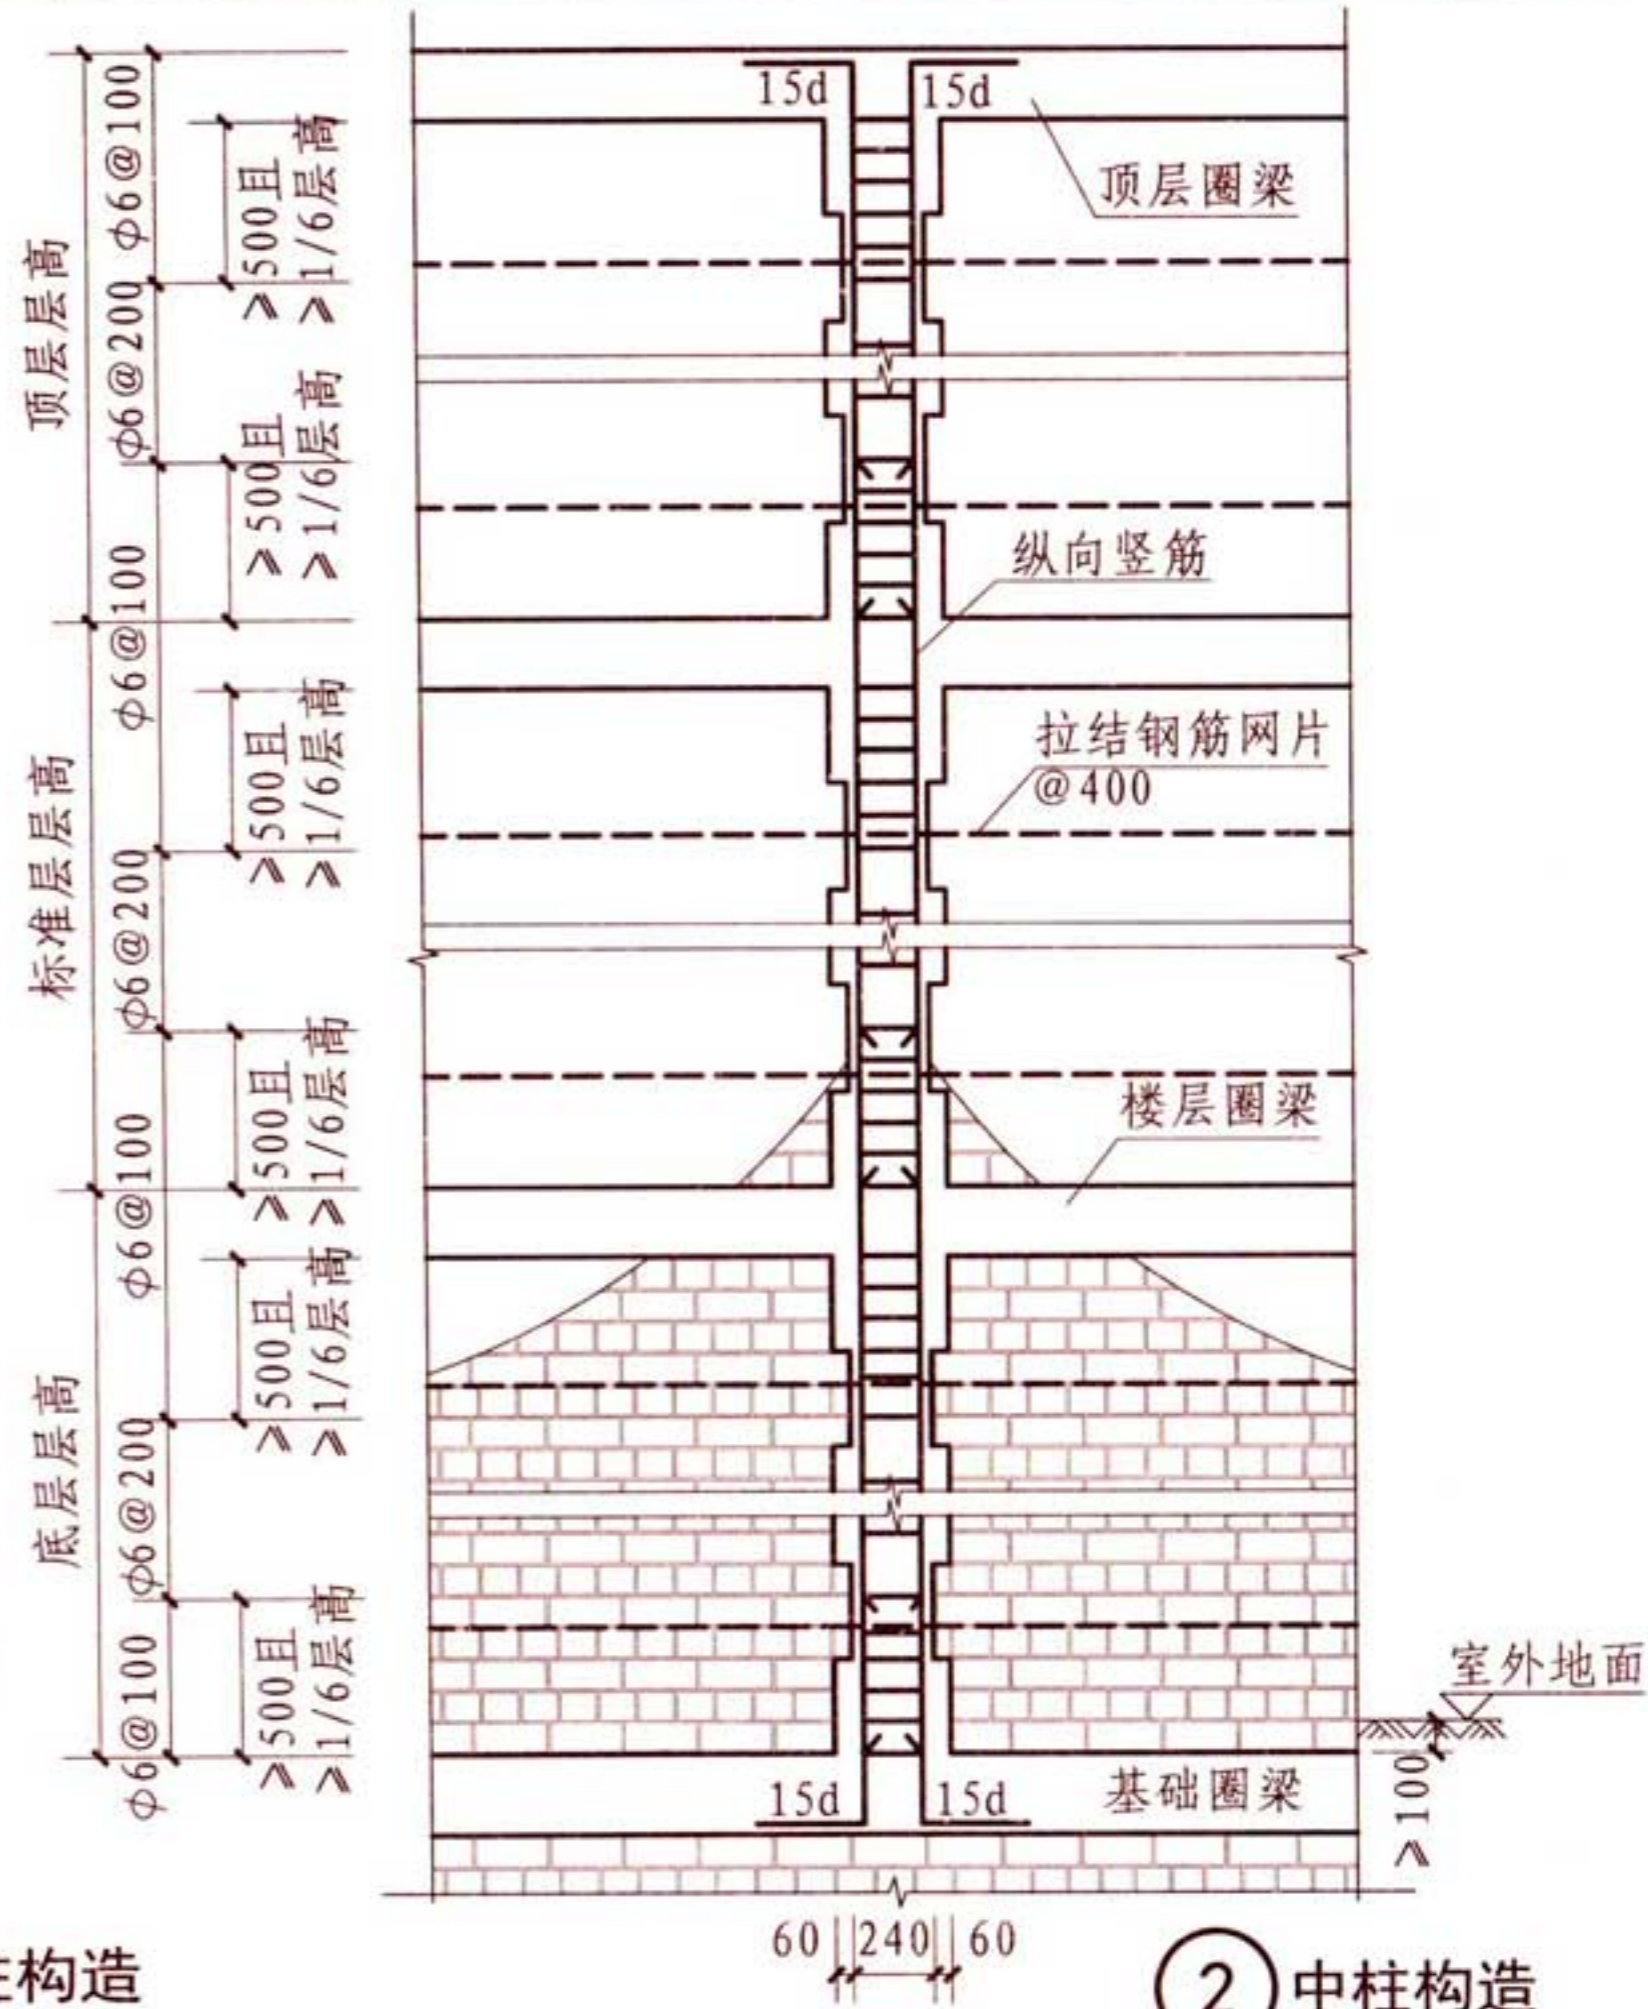 15d
15d
顶层圈梁
纵向竖筋
拉结钢筋网片
@400
楼层圈梁
室外地面
≥100
基础圈梁
15d
15d
60
240
60
顶层层高
标准层层高
底层层高
φ6@100
φ6@200
φ6@100
φ6@200
φ6@100
φ6@200
φ6@100
≥500且
≥1/6层高
≥500且
≥1/6层高
≥500且
≥1/6层高
≥500且
≥1/6层高
≥500且
≥1/6层高
≥500且
≥1/6层高
柱构造
2
中柱构造